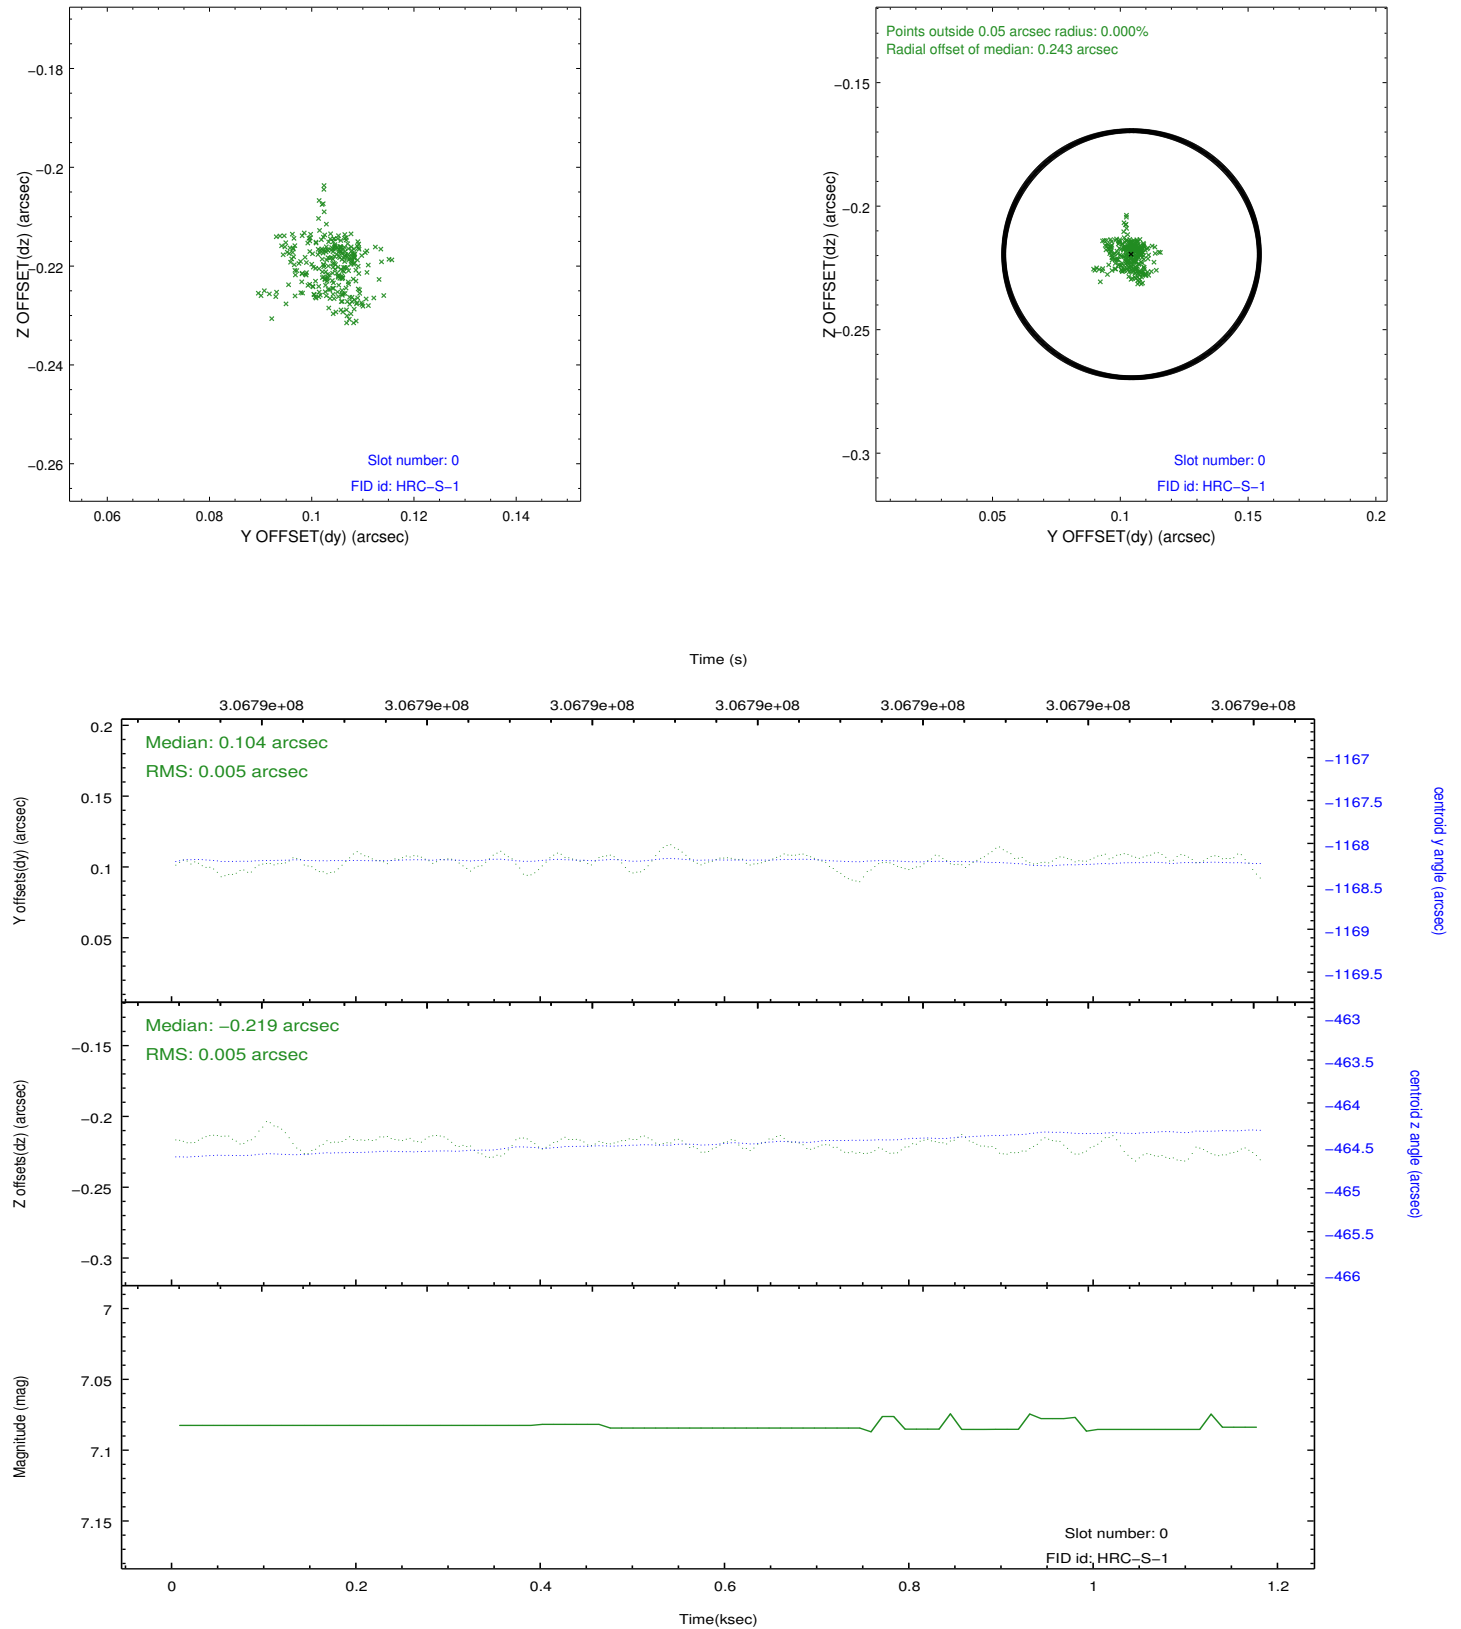 −0.18
−0.2
−0.22
−0.24
−0.26
Z OFFSET(dz) (arcsec)
0.06 0.08 0.1 0.12 0.14
Y OFFSET(dy) (arcsec)
Slot number: 0
FID id: HRC−S−1
Points outside 0.05 arcsec radius: 0.000%
Radial offset of median: 0.243 arcsec
−0.15
−0.2
−0.25
−0.3
Z OFFSET(dz) (arcsec)
Slot number: 0
FID id: HRC−S−1
0.05 0.1 0.15 0.2
Y OFFSET(dy) (arcsec)
Time (s)
3.0679e+08 3.0679e+08 3.0679e+08 3.0679e+08 3.0679e+08 3.0679e+08 3.0679e+08
Median: 0.104 arcsec
RMS: 0.005 arcsec
0.2
0.15
0.1
0.05
Y offsets(dy) (arcsec)
−1167
−1167.5
−1168
−1168.5
−1169
−1169.5
centroid y angle (arcsec)
Median: −0.219 arcsec
RMS: 0.005 arcsec
−0.15
−0.2
−0.25
−0.3
Z offsets(dz) (arcsec)
−463
−463.5
−464
−464.5
−465
−465.5
−466
centroid z angle (arcsec)
7
7.05
7.1
7.15
Magnitude (mag)
Slot number: 0
FID id: HRC−S−1
0 0.2 0.4 0.6 0.8 1 1.2
Time(ksec)